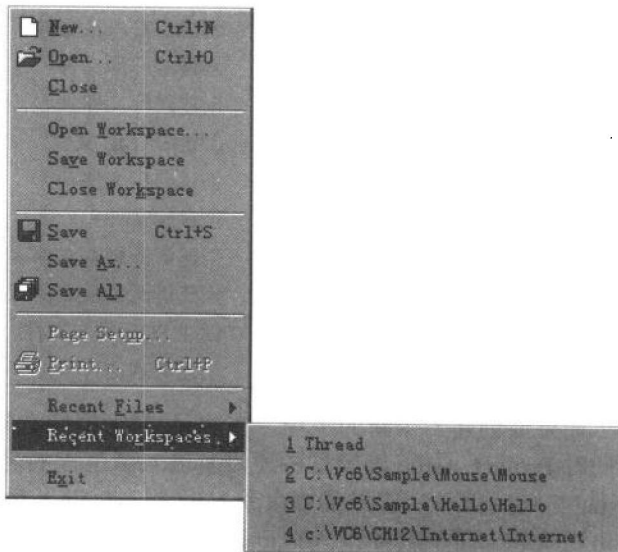 New... Ctrl+N
Open... Ctrl+O
Close
Open Workspace...
Save Workspace
Close Workspace
Save Ctrl+S
Save As...
Save All
Page Setup...
Print... Ctrl+P
Recent Files
Recent Workspaces
Exit
1 Thread
2 C:\Vc6\Sample\Mouse\Mouse
3 C:\Vc6\Sample\Hello\Hello
4 c:\VC6\CH12\Internet\Internet